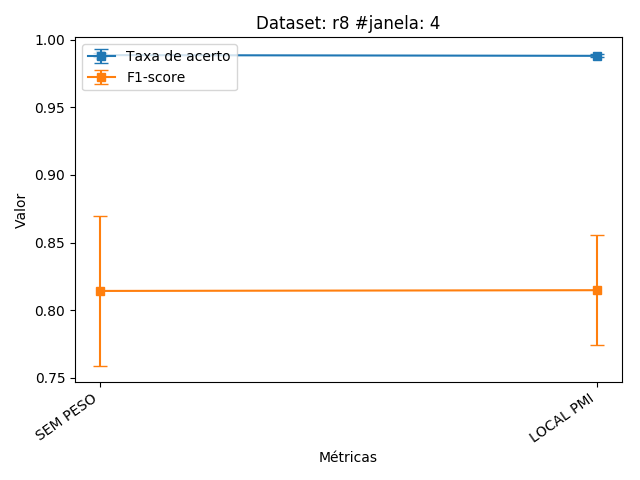 Dataset: r8 #janela: 4
Taxa de acerto
F1-score
1.00
0.95
0.90
0.85
0.80
0.75
Valor
SEM PESO
LOCAL PMI
Métricas